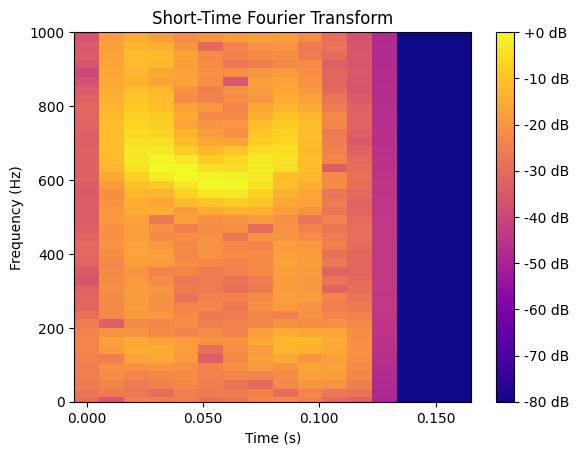 Short-Time Fourier Transform
1000
800
600
400
200
0
Frequency (Hz)
0.000
0.050
0.100
0.150
Time (s)
+0 dB
-10 dB
-20 dB
-30 dB
-40 dB
-50 dB
-60 dB
-70 dB
-80 dB